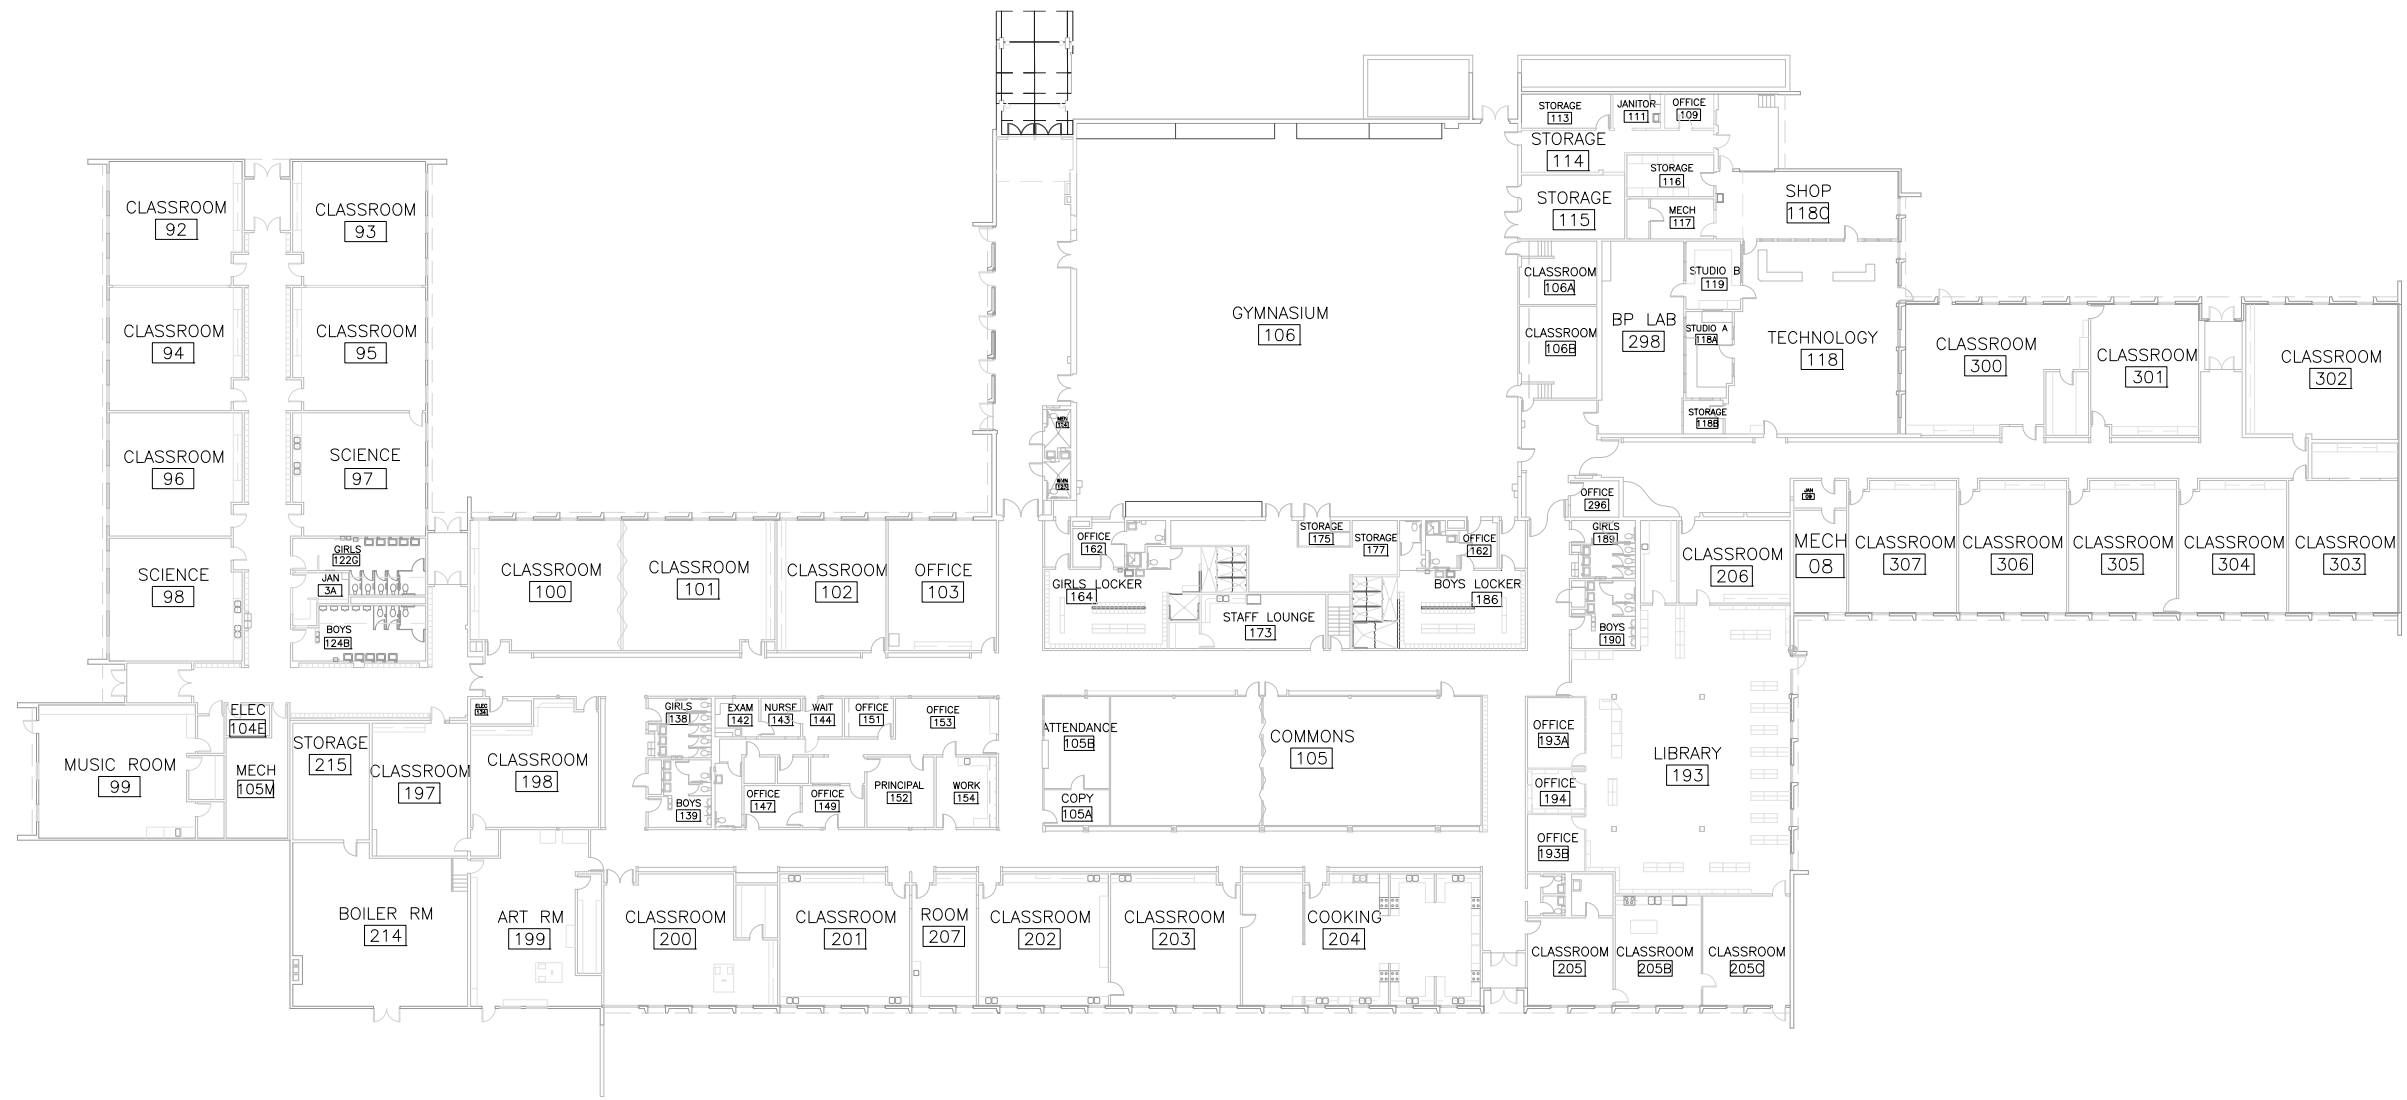 STORAGE
113
JANITOR
111
OFFICE
109
STORAGE
114
STORAGE
116
STORAGE
115
MECH
117
SHOP
118C
CLASSROOM
92
CLASSROOM
93
CLASSROOM
94
CLASSROOM
95
CLASSROOM
96
SCIENCE
97
SCIENCE
98
GIRLS
122G
JAN
3A
BOYS
124B
GYMNASIUM
106
CLASSROOM
106A
CLASSROOM
106B
BP LAB
298
STUDIO B
119
STUDIO A
118A
STORAGE
118B
TECHNOLOGY
118
CLASSROOM
300
CLASSROOM
301
CLASSROOM
302
MEN
WMN
CLASSROOM
100
CLASSROOM
101
CLASSROOM
102
OFFICE
103
OFFICE
162
GIRLS LOCKER
164
STORAGE
175
STORAGE
177
OFFICE
162
BOYS LOCKER
186
STAFF LOUNGE
173
OFFICE
296
GIRLS
189
BOYS
190
CLASSROOM
206
JAN
09
MECH
08
CLASSROOM
307
CLASSROOM
306
CLASSROOM
305
CLASSROOM
304
CLASSROOM
303
MUSIC ROOM
99
ELEC
104E
MECH
105M
STORAGE
215
CLASSROOM
197
ELEC
CLASSROOM
198
GIRLS
138
EXAM
142
NURSE
143
WAIT
144
OFFICE
151
OFFICE
153
BOYS
139
OFFICE
147
OFFICE
149
PRINCIPAL
152
WORK
154
ATTENDANCE
105B
COPY
105A
COMMONS
105
OFFICE
193A
OFFICE
194
OFFICE
193B
LIBRARY
193
BOILER RM
214
ART RM
199
CLASSROOM
200
CLASSROOM
201
ROOM
207
CLASSROOM
202
CLASSROOM
203
COOKING
204
CLASSROOM
205
CLASSROOM
205B
CLASSROOM
205C